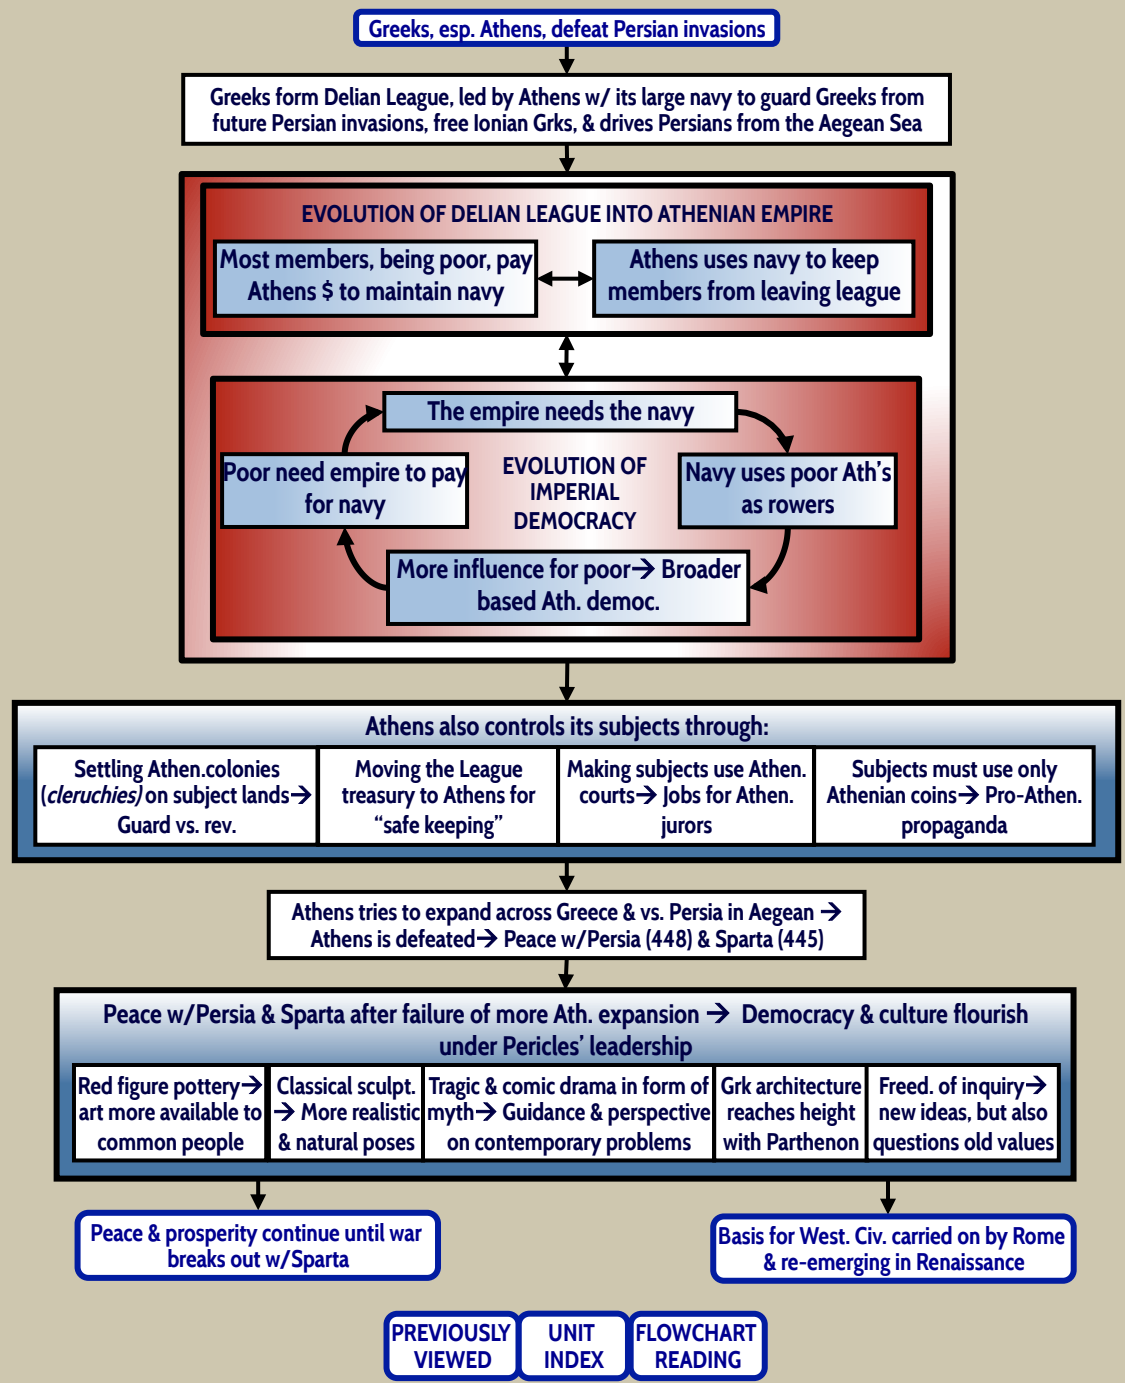 Greeks, esp. Athens, defeat Persian invasions
Greeks form Delian League, led by Athens w/ its large navy to guard Greeks from
future Persian invasions, free Ionian Grks, & drives Persians from the Aegean Sea
EVOLUTION OF DELIAN LEAGUE INTO ATHENIAN EMPIRE
Most members, being poor, pay
Athens $ to maintain navy
Athens uses navy to keep
members from leaving league
The empire needs the navy
Poor need empire to pay
for navy
EVOLUTION OF
IMPERIAL
DEMOCRACY
Navy uses poor Ath's
as rowers
More influence for poor→ Broader
based Ath. democ.
Athens also controls its subjects through:
Settling Athen.colonies
(cleruchies) on subject lands→
Guard vs. rev.
Moving the League
treasury to Athens for
“safe keeping”
Making subjects use Athen.
courts→ Jobs for Athen.
jurors
Subjects must use only
Athenian coins→ Pro-Athen.
propaganda
Athens tries to expand across Greece & vs. Persia in Aegean →
Athens is defeated→ Peace w/Persia (448) & Sparta (445)
Peace w/Persia & Sparta after failure of more Ath. expansion → Democracy & culture flourish
under Pericles’ leadership
Red figure pottery→
art more available to
common people
Classical sculpt.
→ More realistic
& natural poses
Tragic & comic drama in form of
myth→ Guidance & perspective
on contemporary problems
Grk architecture
reaches height
with Parthenon
Freed. of inquiry→
new ideas, but also
questions old values
Peace & prosperity continue until war
breaks out w/Sparta
Basis for West. Civ. carried on by Rome
& re-emerging in Renaissance
PREVIOUSLY
VIEWED
UNIT
INDEX
FLOWCHART
READING